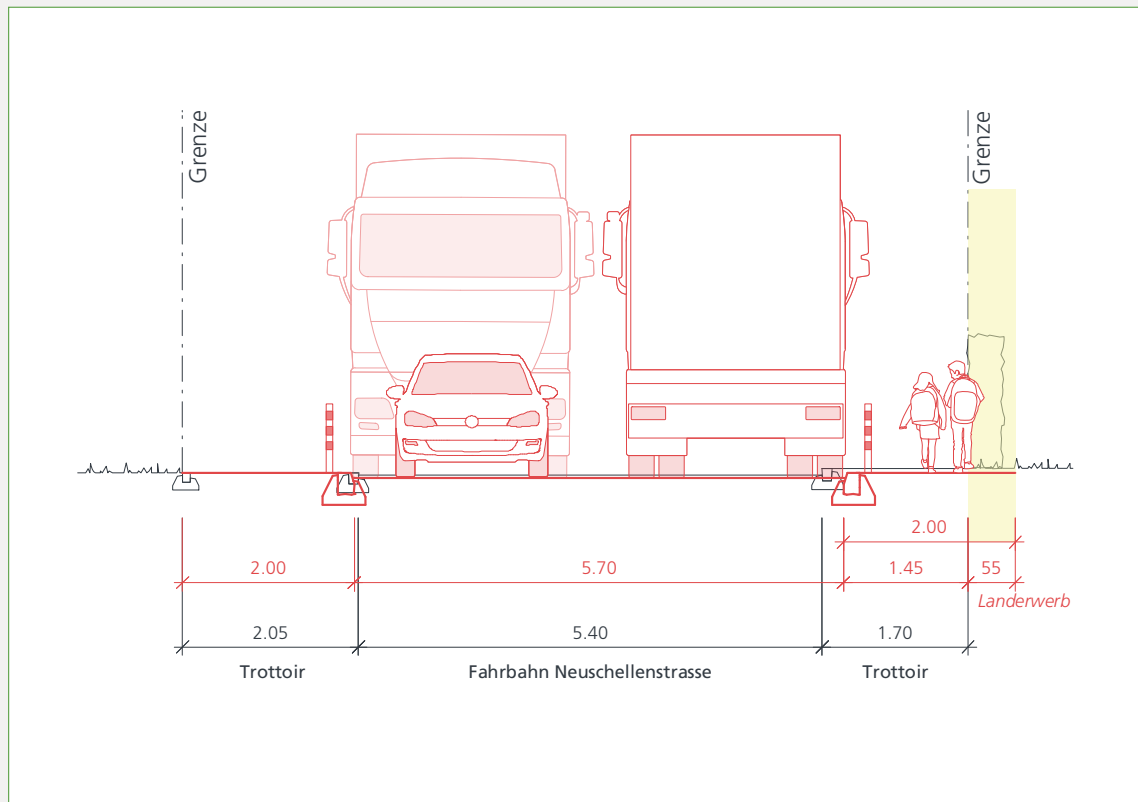 Grenze
Grenze
2.00
2.00
5.70
1.45
55
Landerwerb
2.05
5.40
1.70
Trottoir
Fahrbahn Neuschellenstrasse
Trottoir